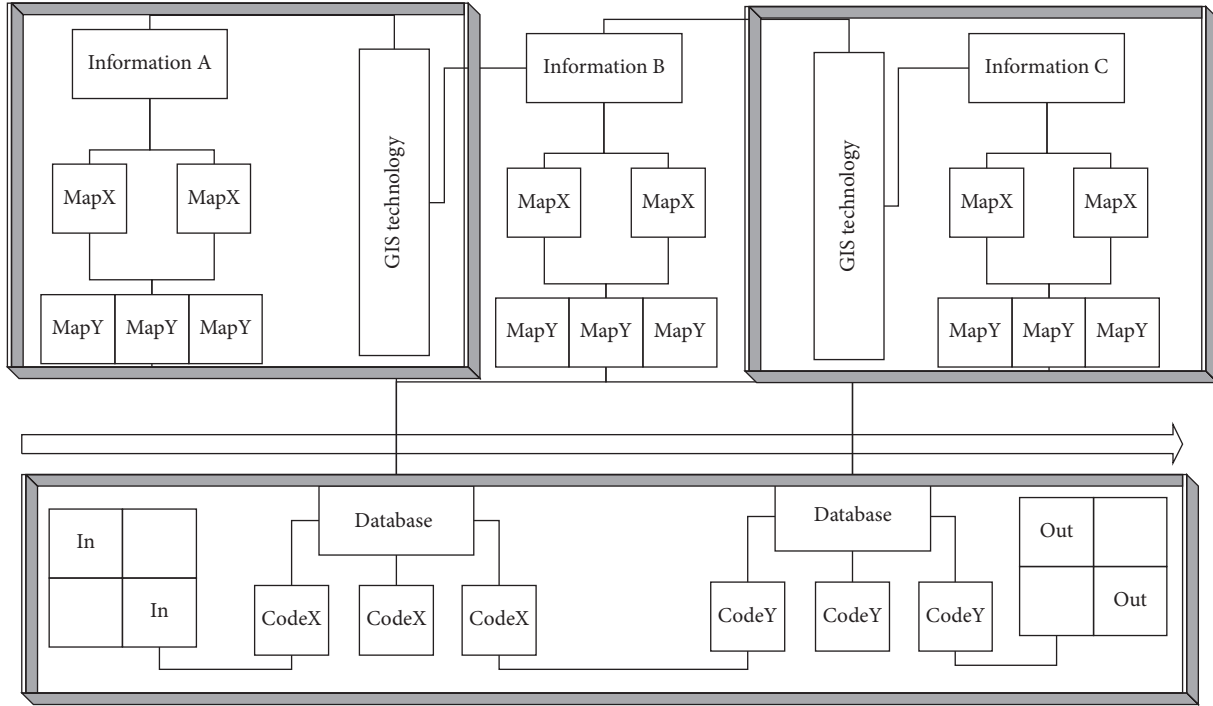 Information A
Information B
Information C
GIS technology
GIS technology
MapX
MapX
MapX
MapX
MapX
MapX
MapY
MapY
MapY
MapY
MapY
MapY
MapY
MapY
MapY
Database
Database
In
In
Out
Out
CodeX
CodeX
CodeX
CodeY
CodeY
CodeY